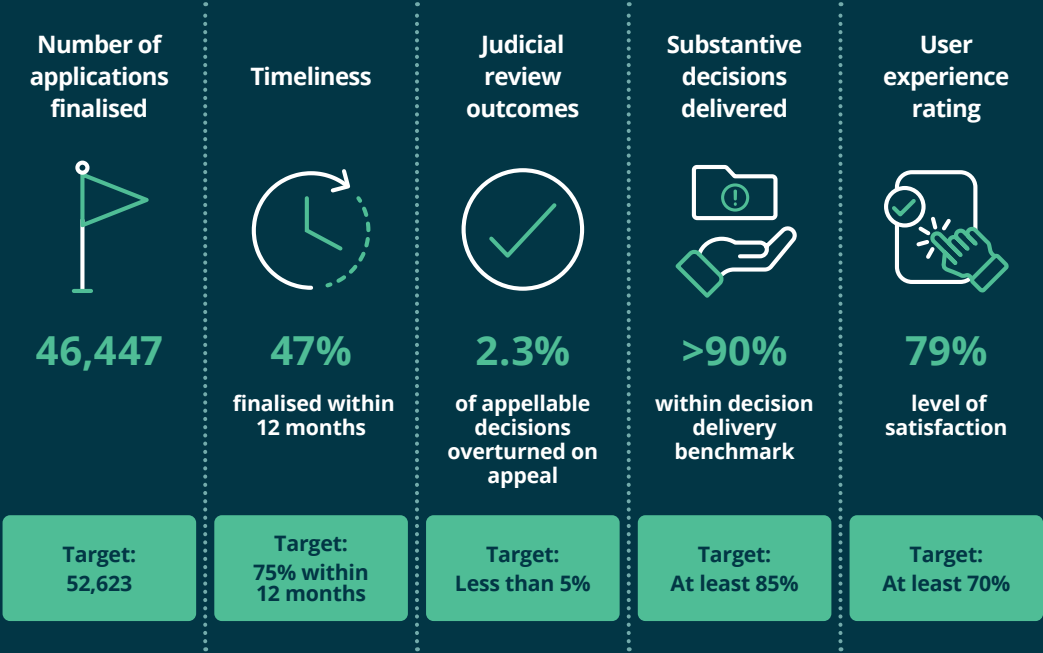 Number of
applications
finalised
46,447
Target:
52,623
Timeliness
47%
finalised within
12 months
Target:
75% within
12 months
Judicial
review
outcomes
2.3%
of appellable
decisions
overturned on
appeal
Target:
Less than 5%
Substantive
decisions
delivered
>90%
within decision
delivery
benchmark
Target:
At least 85%
User
experience
rating
79%
level of
satisfaction
Target:
At least 70%